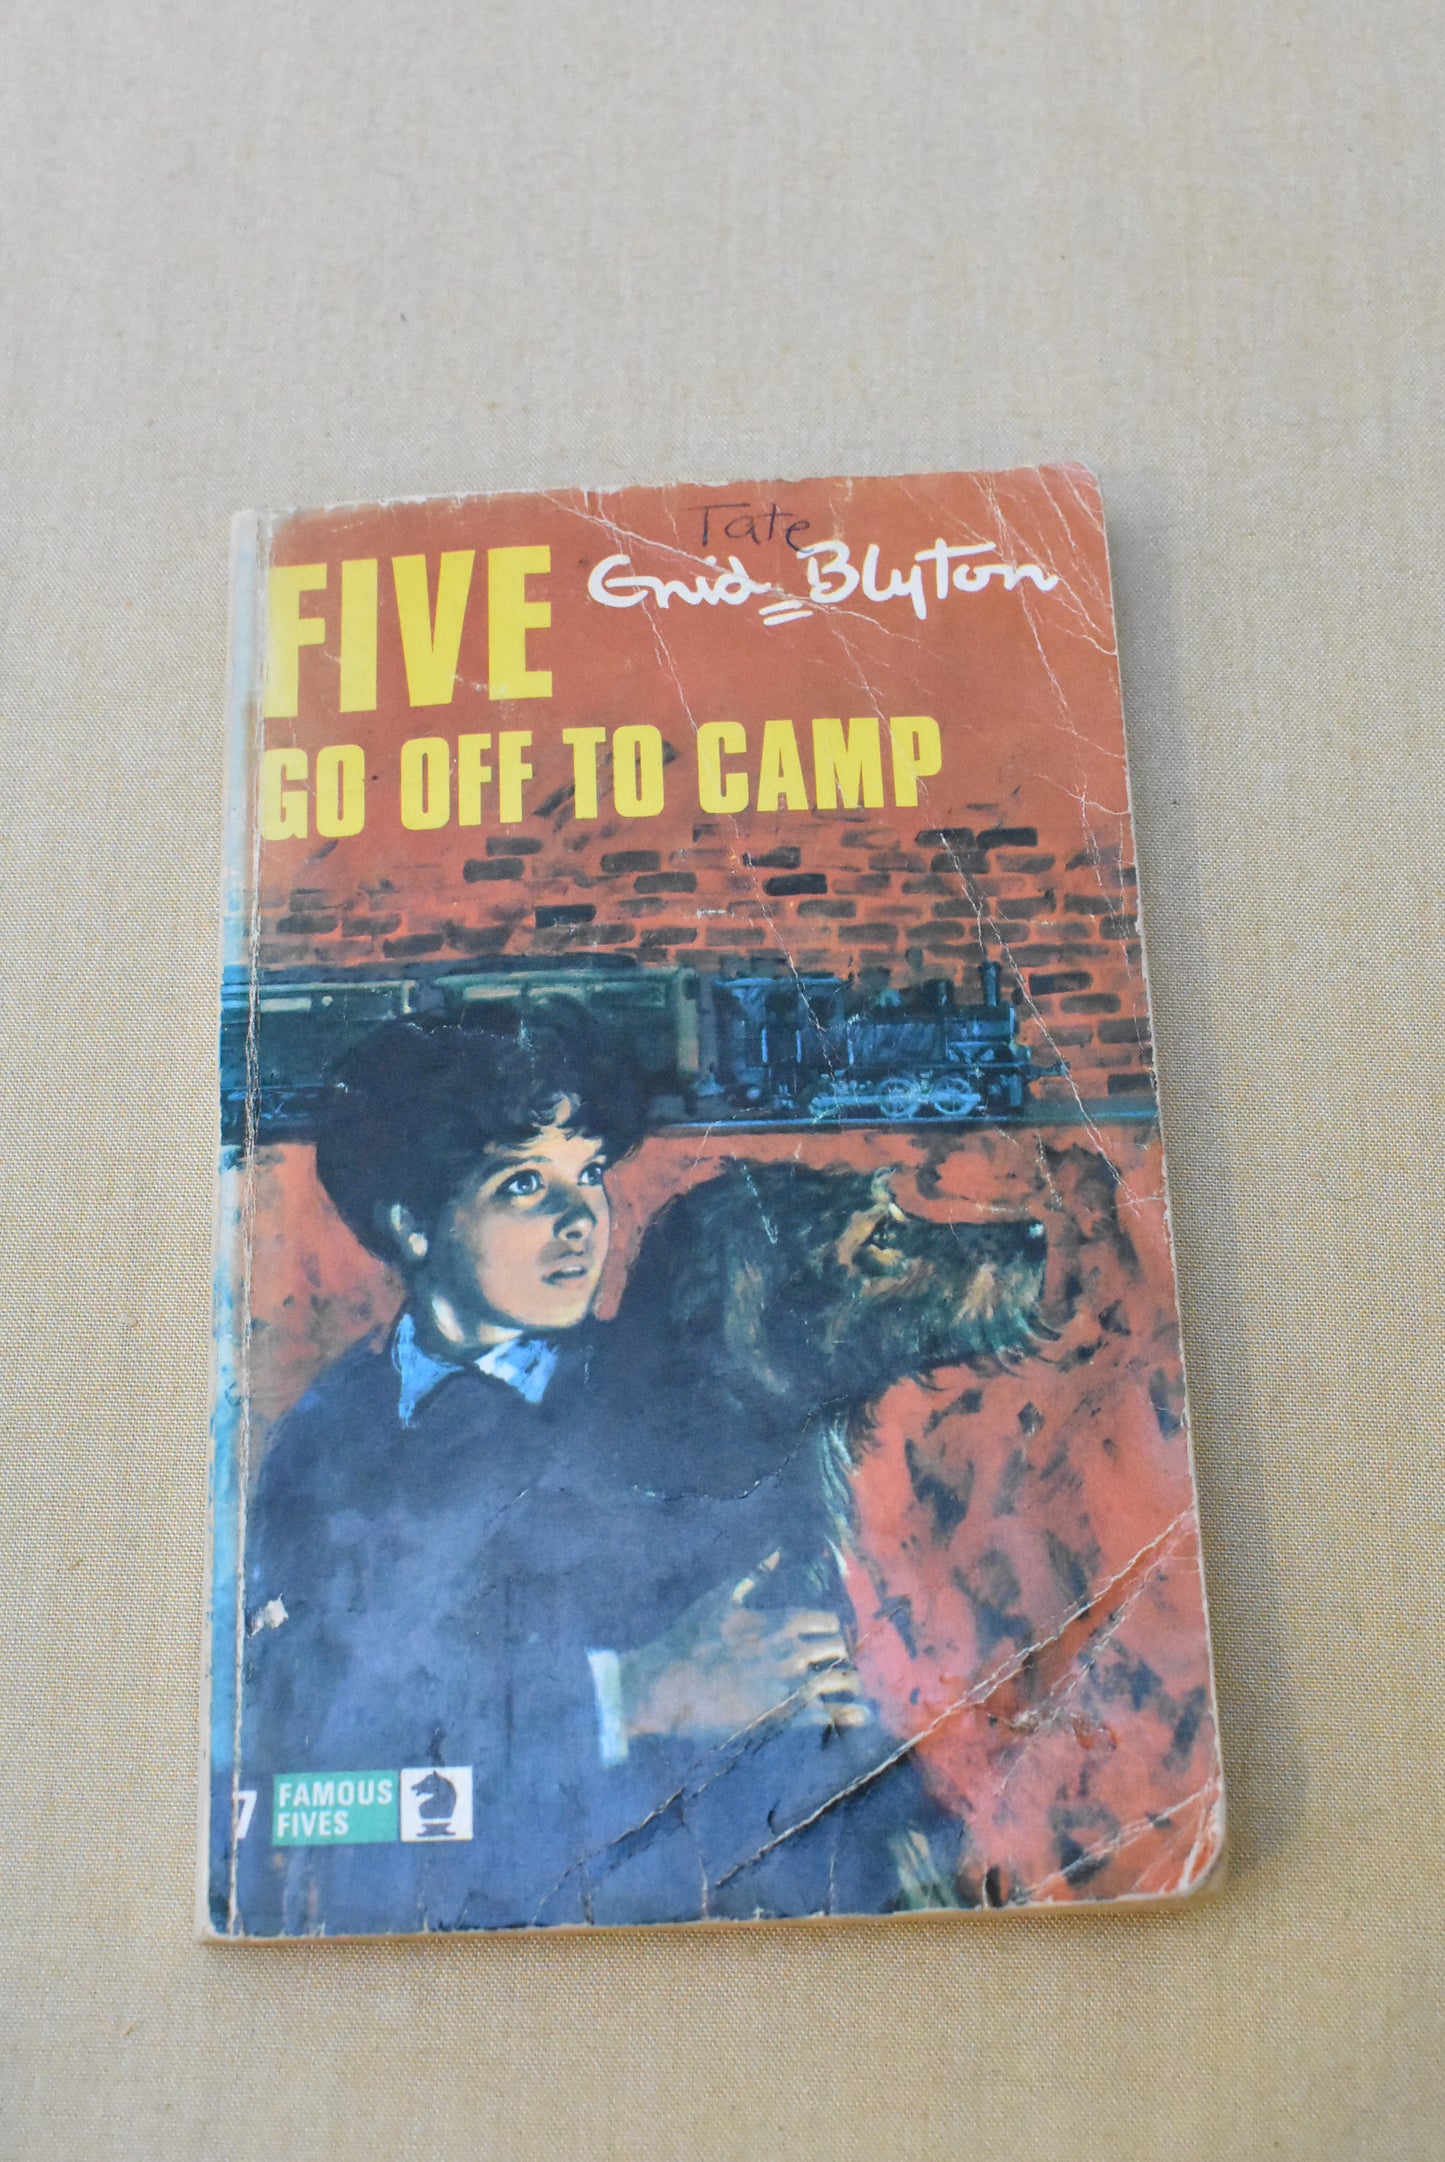 Tate
FIVE Enid Blyton
GO OFF TO CAMP
7 FAMOUS
FIVES